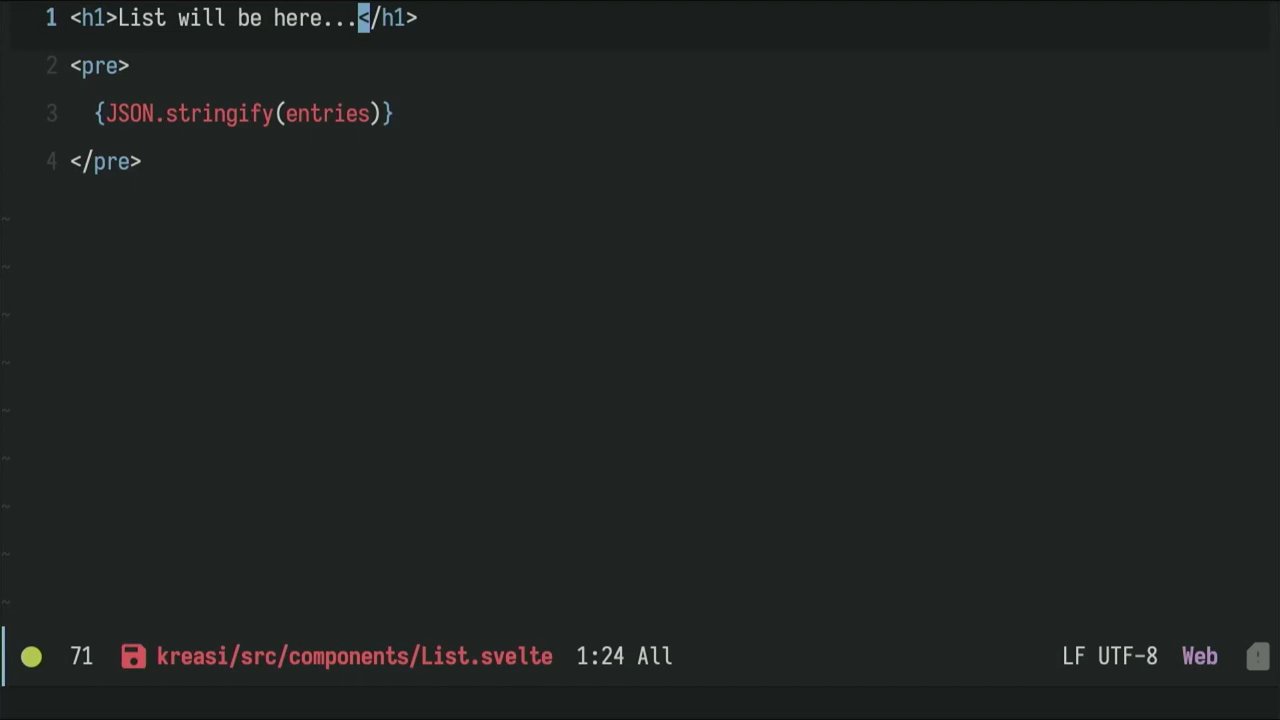 1 <h1>List will be here...</h1>
2 <pre>
3 {JSON.stringify(entries)}
4 </pre>
~
~
~
~
~
~
~
~
~
71 kreasi/src/components/List.svelte 1:24 All LF UTF-8 Web